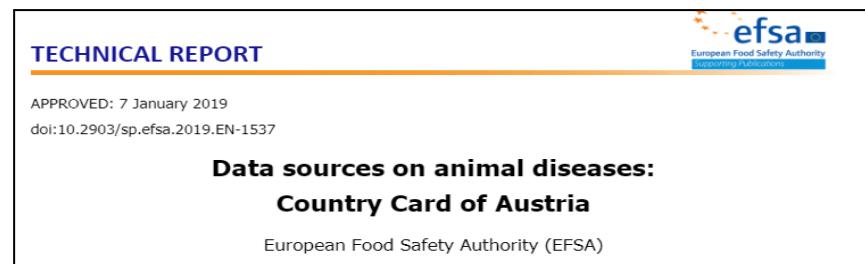 efsa
TECHNICAL REPORT
European Food Safety Authority
Supporting Publications
APPROVED: 7 January 2019
doi:10.2903/sp.efsa.2019.EN-1537
Data sources on animal diseases:
Country Card of Austria
European Food Safety Authority (EFSA)